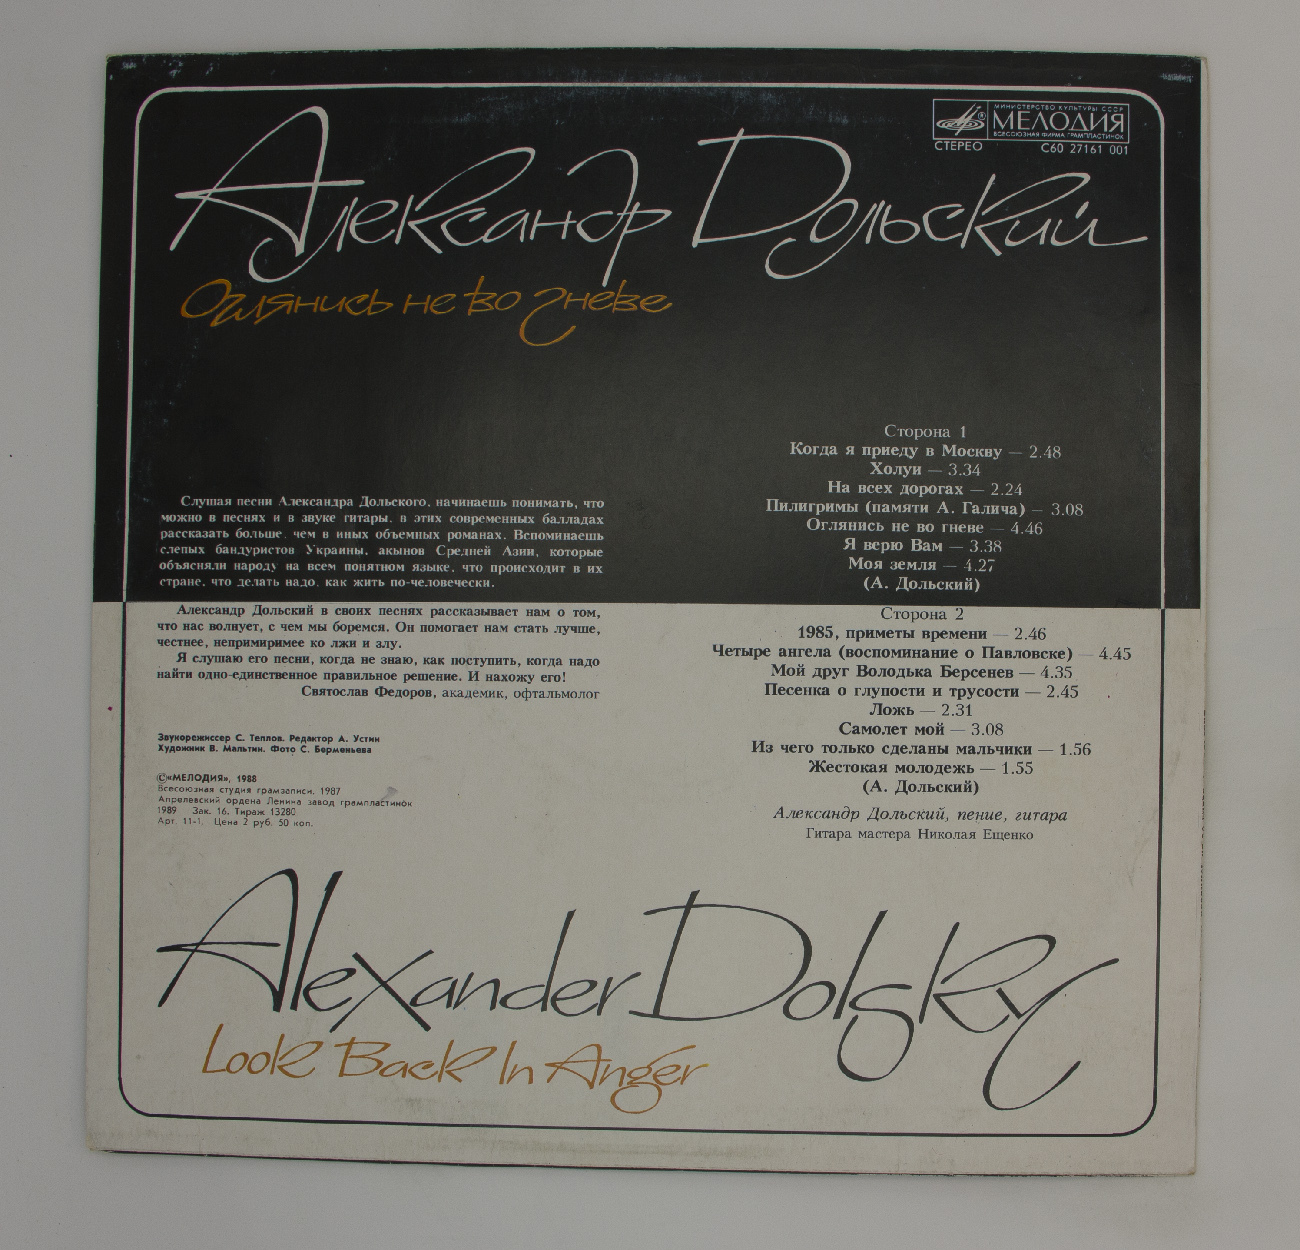 МИНИСТЕРСТВО КУЛЬТУРЫ СССР
МЕЛОДИЯ
ВСЕСОЮЗНАЯ ФИРМА ГРАМПЛАСТИНОК
СТЕРЕО С60 27161 001
Александр Дольский
Оглянись не во гневе
Сторона 1
Когда я приеду в Москву — 2.48
Холуи — 3.34
На всех дорогах — 2.24
Пилигримы (памяти А. Галича) — 3.08
Оглянись не во гневе — 4.46
Я верю Вам — 3.38
Моя земля — 4.27
(А. Дольский)
Сторона 2
1985, приметы времени — 2.46
Четыре ангела (воспоминание о Павловске) — 4.45
Мой друг Володька Берсенев — 4.35
Песенка о глупости и трусости — 2.45
Ложь — 2.31
Самолет мой — 3.08
Из чего только сделаны мальчики — 1.56
Жестокая молодежь — 1.55
(А. Дольский)
Александр Дольский, пение, гитара
Гитара мастера Николая Ещенко
Слушая песни Александра Дольского, начинаешь понимать, что
можно в песнях и в звуке гитары, в этих современных балладах
рассказать больше, чем в иных объемных романах. Вспоминаешь
слепых бандуристов Украины, акынов Средней Азии, которые
объясняли народу на всем понятном языке, что происходит в их
стране, что делать надо, как жить по-человечески.
Александр Дольский в своих песнях рассказывает нам о том,
что нас волнует, с чем мы боремся. Он помогает нам стать лучше,
честнее, непримиримее ко лжи и злу.
Я слушаю его песни, когда не знаю, как поступить, когда надо
найти одно-единственное правильное решение. И нахожу его!
Святослав Федоров, академик, офтальмолог
Звукорежиссер С. Теплов. Редактор А. Устин
Художник В. Мальтин. Фото С. Берменьева
©«МЕЛОДИЯ», 1988
Всесоюзная студия грамзаписи, 1987
Апрелевский ордена Ленина завод грампластинок
1989 Зак. 16. Тираж 13280
Арт. 11-1. Цена 2 руб. 50 коп.
Alexander Dolsky
Look Back In Anger